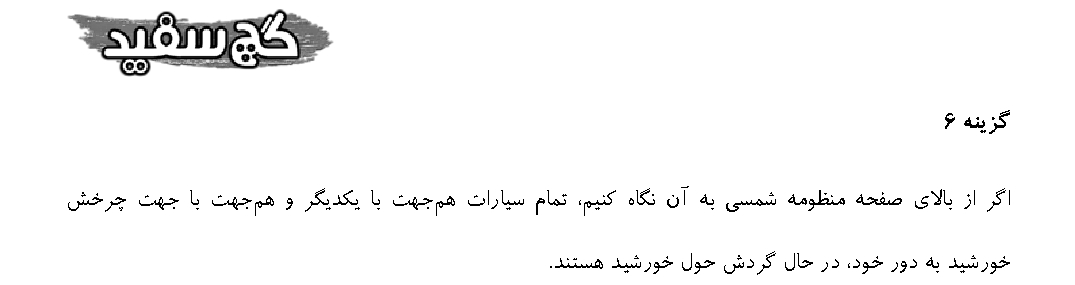 گچ سفید
گزینه ۶
اگر از بالای صفحه منظومه شمسی به آن نگاه کنیم، تمام سیارات هم‌جهت با یکدیگر و هم‌جهت با جهت چرخش
خورشید به دور خود، در حال گردش حول خورشید هستند.